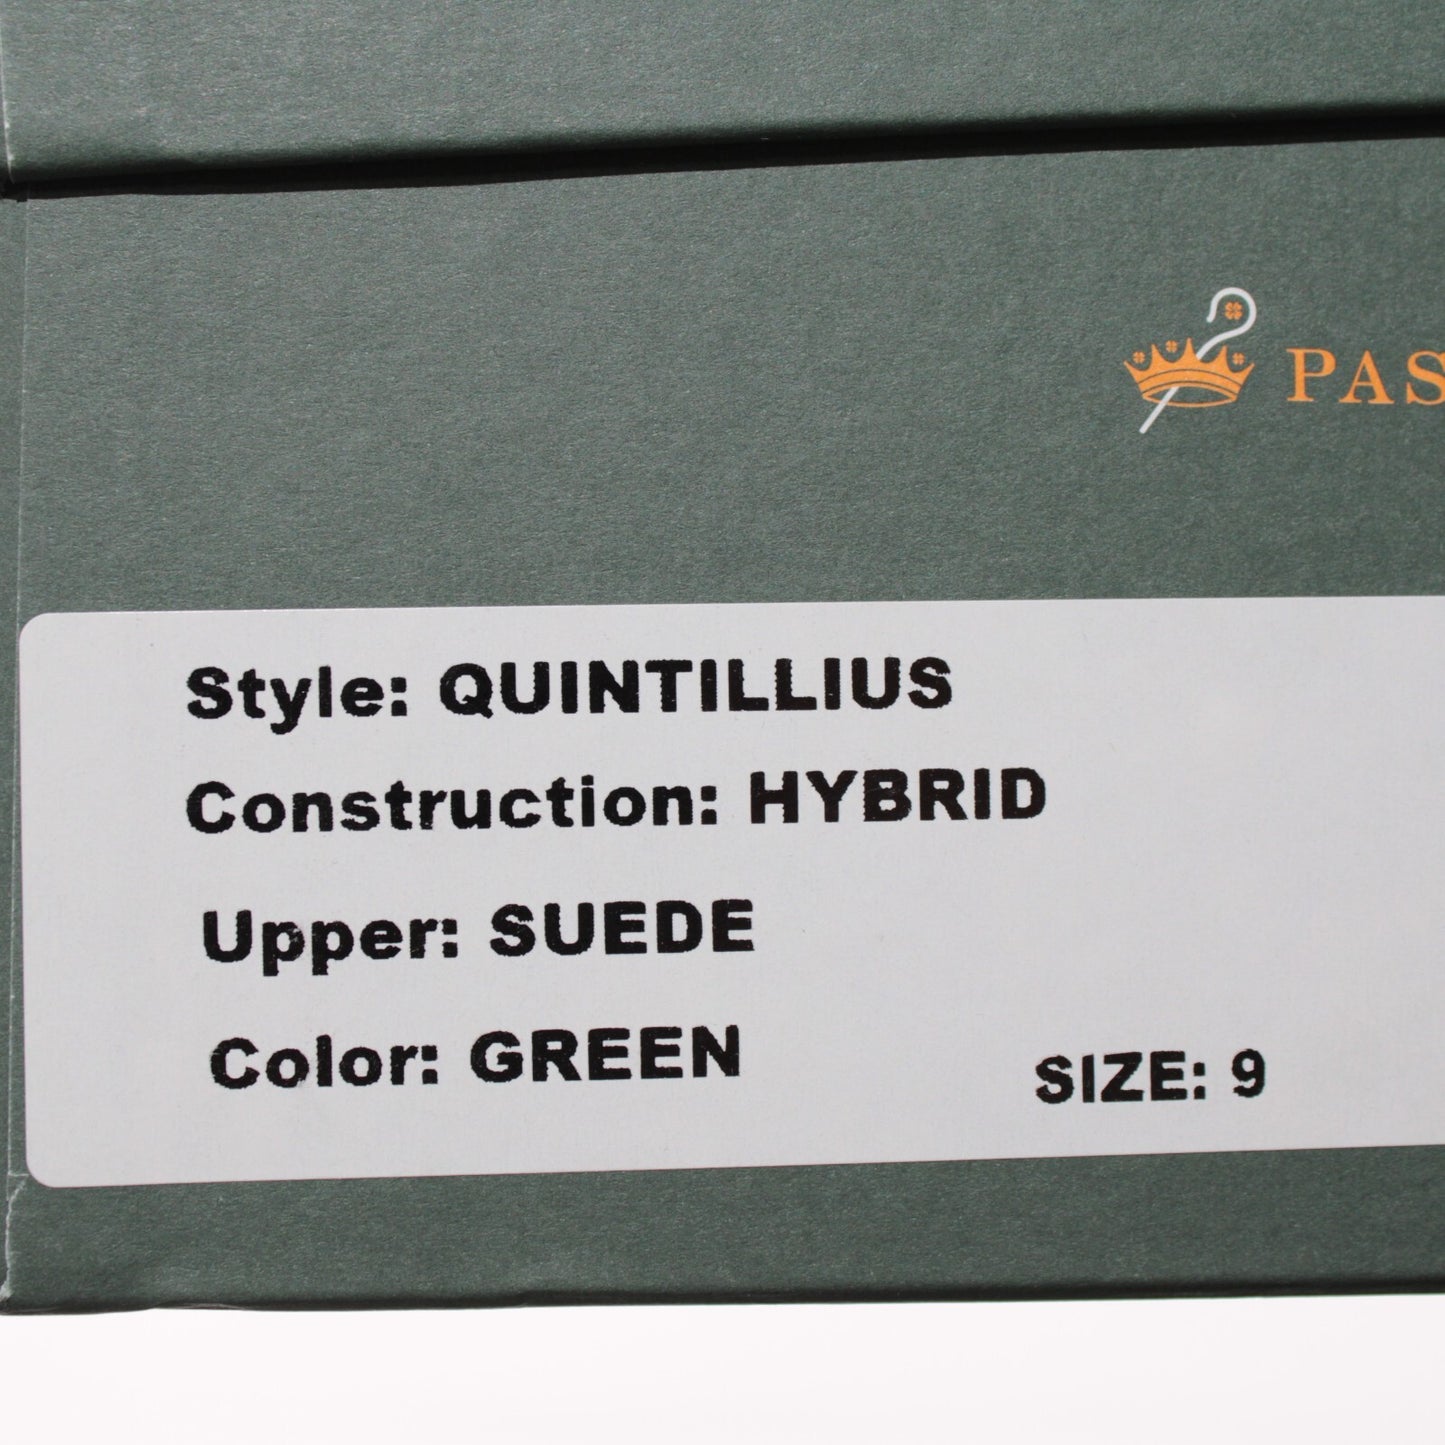 PAS
Style: QUINTILLIUS
Construction: HYBRID
Upper: SUEDE
Color: GREEN
SIZE: 9